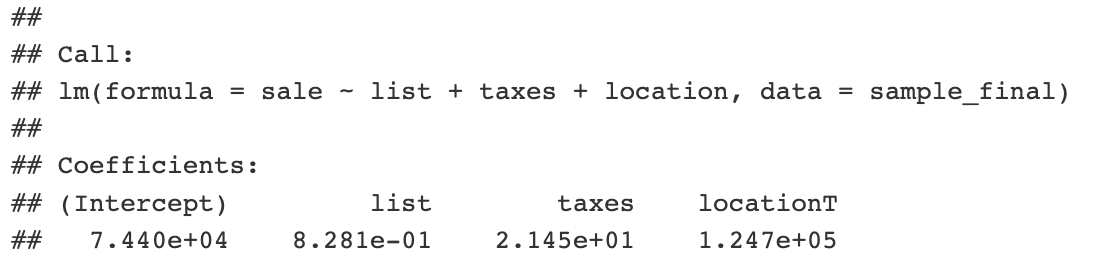 ##
## Call:
## lm(formula = sale ~ list + taxes + location, data = sample_final)
##
## Coefficients:
## (Intercept)         list        taxes    locationT
##   7.440e+04    8.281e-01    2.145e+01    1.247e+05